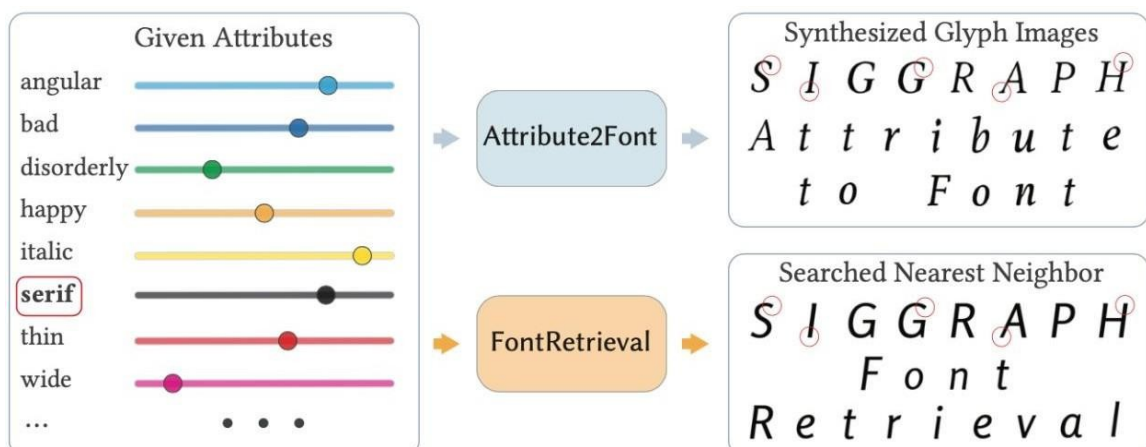 Given Attributes
angular
bad
disorderly
happy
italic
serif
thin
wide
...
Attribute2Font
FontRetrieval
Synthesized Glyph Images
S I G G R A P H
A t t r i b u t e
t o F o n t
Searched Nearest Neighbor
S I G G R A P H
F o n t
R e t r i e v a l